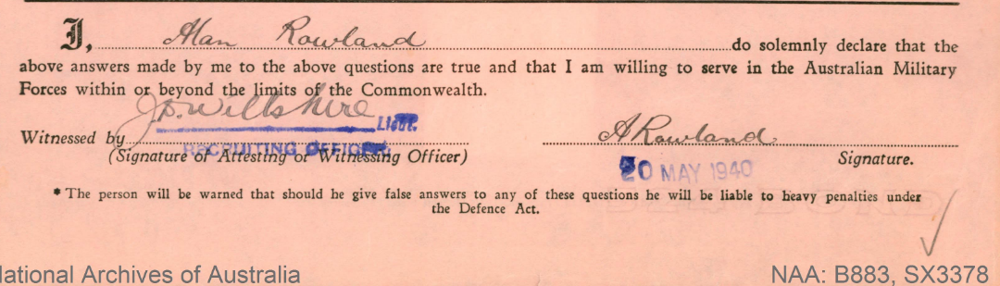 I, Alan Rowland do solemnly declare that the
above answers made by me to the above questions are true and that I am willing to serve in the Australian Military
Forces within or beyond the limits of the Commonwealth.
J.D. Wiltshire Lieut.
Witnessed by
RECRUITING OFFICER
(Signature of Attesting or Witnessing Officer)
A Rowland
Signature.
20 MAY 1940
* The person will be warned that should he give false answers to any of these questions he will be liable to heavy penalties under
the Defence Act.
National Archives of Australia
NAA: B883, SX3378